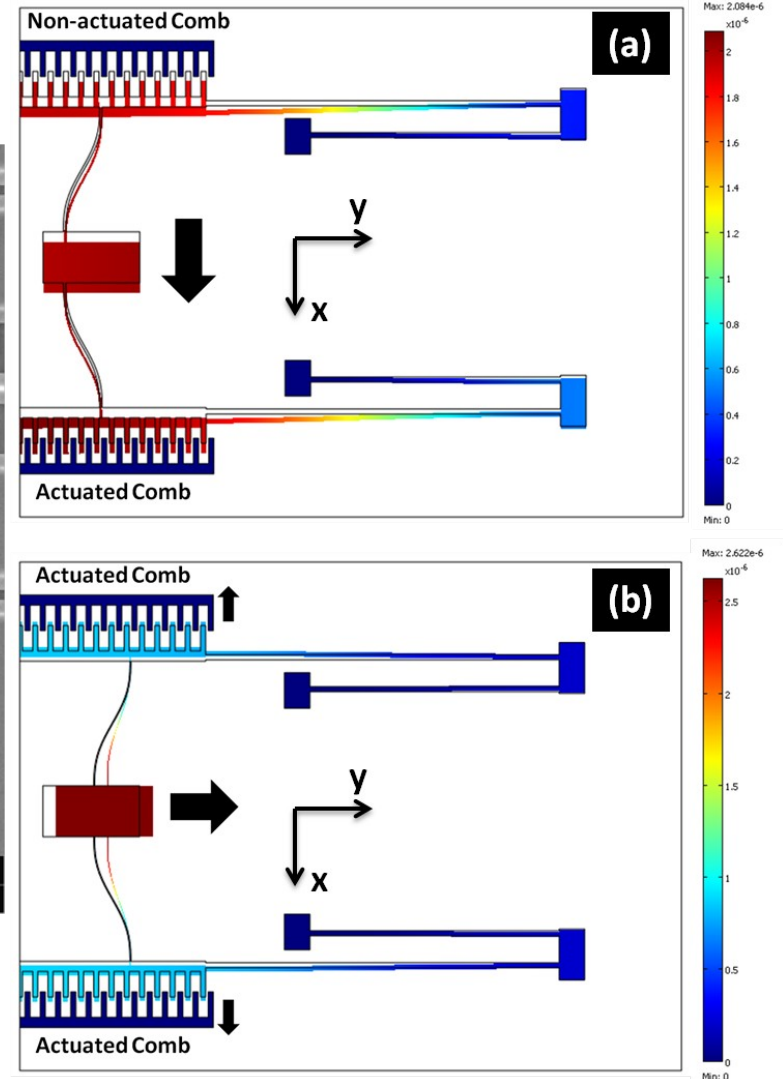 Max: 2.084e-6
Non-actuated Comb
(a)
x10⁻⁶
2
1.8
1.6
1.4
y
1.2
1
x
0.8
0.6
0.4
0.2
Actuated Comb
0
Min: 0
Max: 2.622e-6
Actuated Comb
(b)
x10⁻⁶
2.5
2
y
1.5
x
1
0.5
Actuated Comb
0
Min: 0